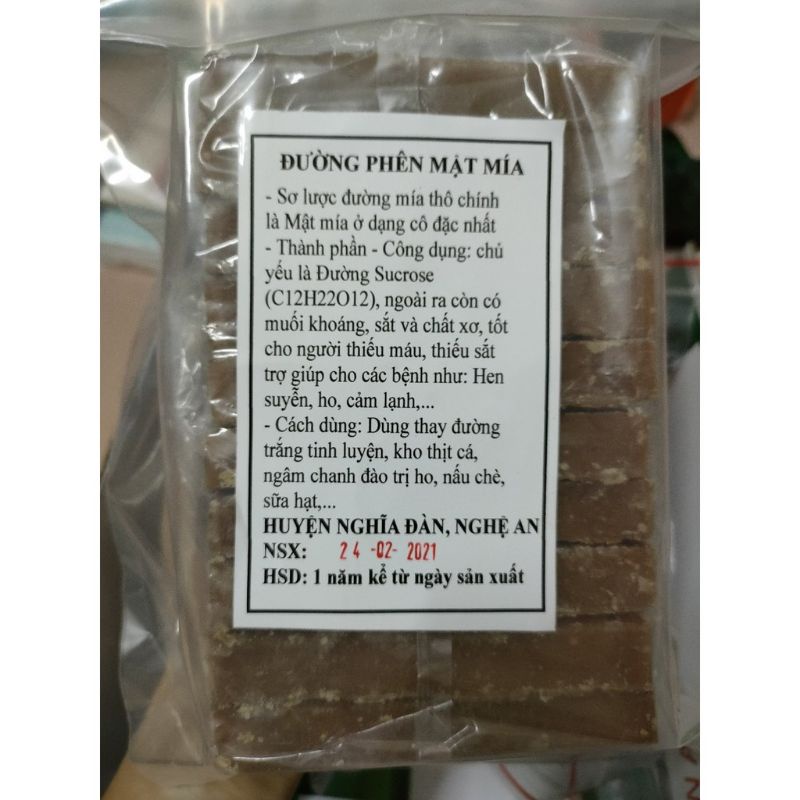 ĐƯỜNG PHÊN MẬT MÍA
- Sơ lược đường mía thô chính
là Mật mía ở dạng cô đặc nhất
- Thành phần - Công dụng: chủ
yếu là Đường Sucrose
(C12H22O12), ngoài ra còn có
muối khoáng, sắt và chất xơ, tốt
cho người thiếu máu, thiếu sắt
trợ giúp cho các bệnh như: Hen
suyễn, ho, cảm lạnh,...
- Cách dùng: Dùng thay đường
trắng tinh luyện, kho thịt cá,
ngâm chanh đào trị ho, nấu chè,
sữa hạt,...
HUYỆN NGHĨA ĐÀN, NGHỆ AN
NSX: 24 -02- 2021
HSD: 1 năm kể từ ngày sản xuất